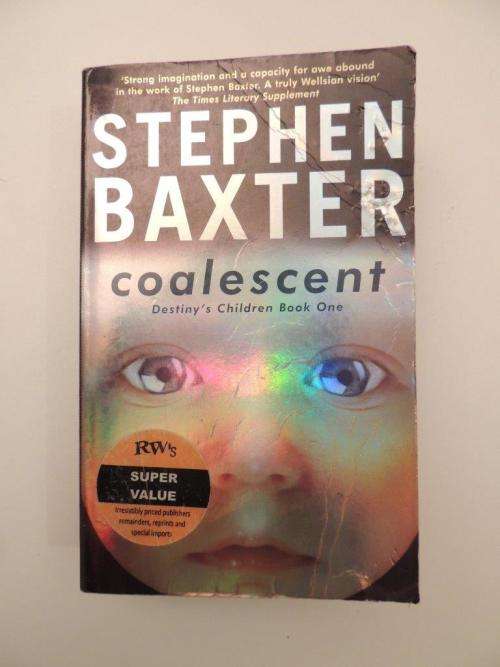 'Strong imagination and a capacity for awe abound
in the work of Stephen Baxter. A truly Wellsian vision'
The Times Literary Supplement
STEPHEN
BAXTER
coalescent
Destiny's Children Book One
RW's
SUPER
VALUE
Irresistibly priced publishers
remainders, reprints and
special imports